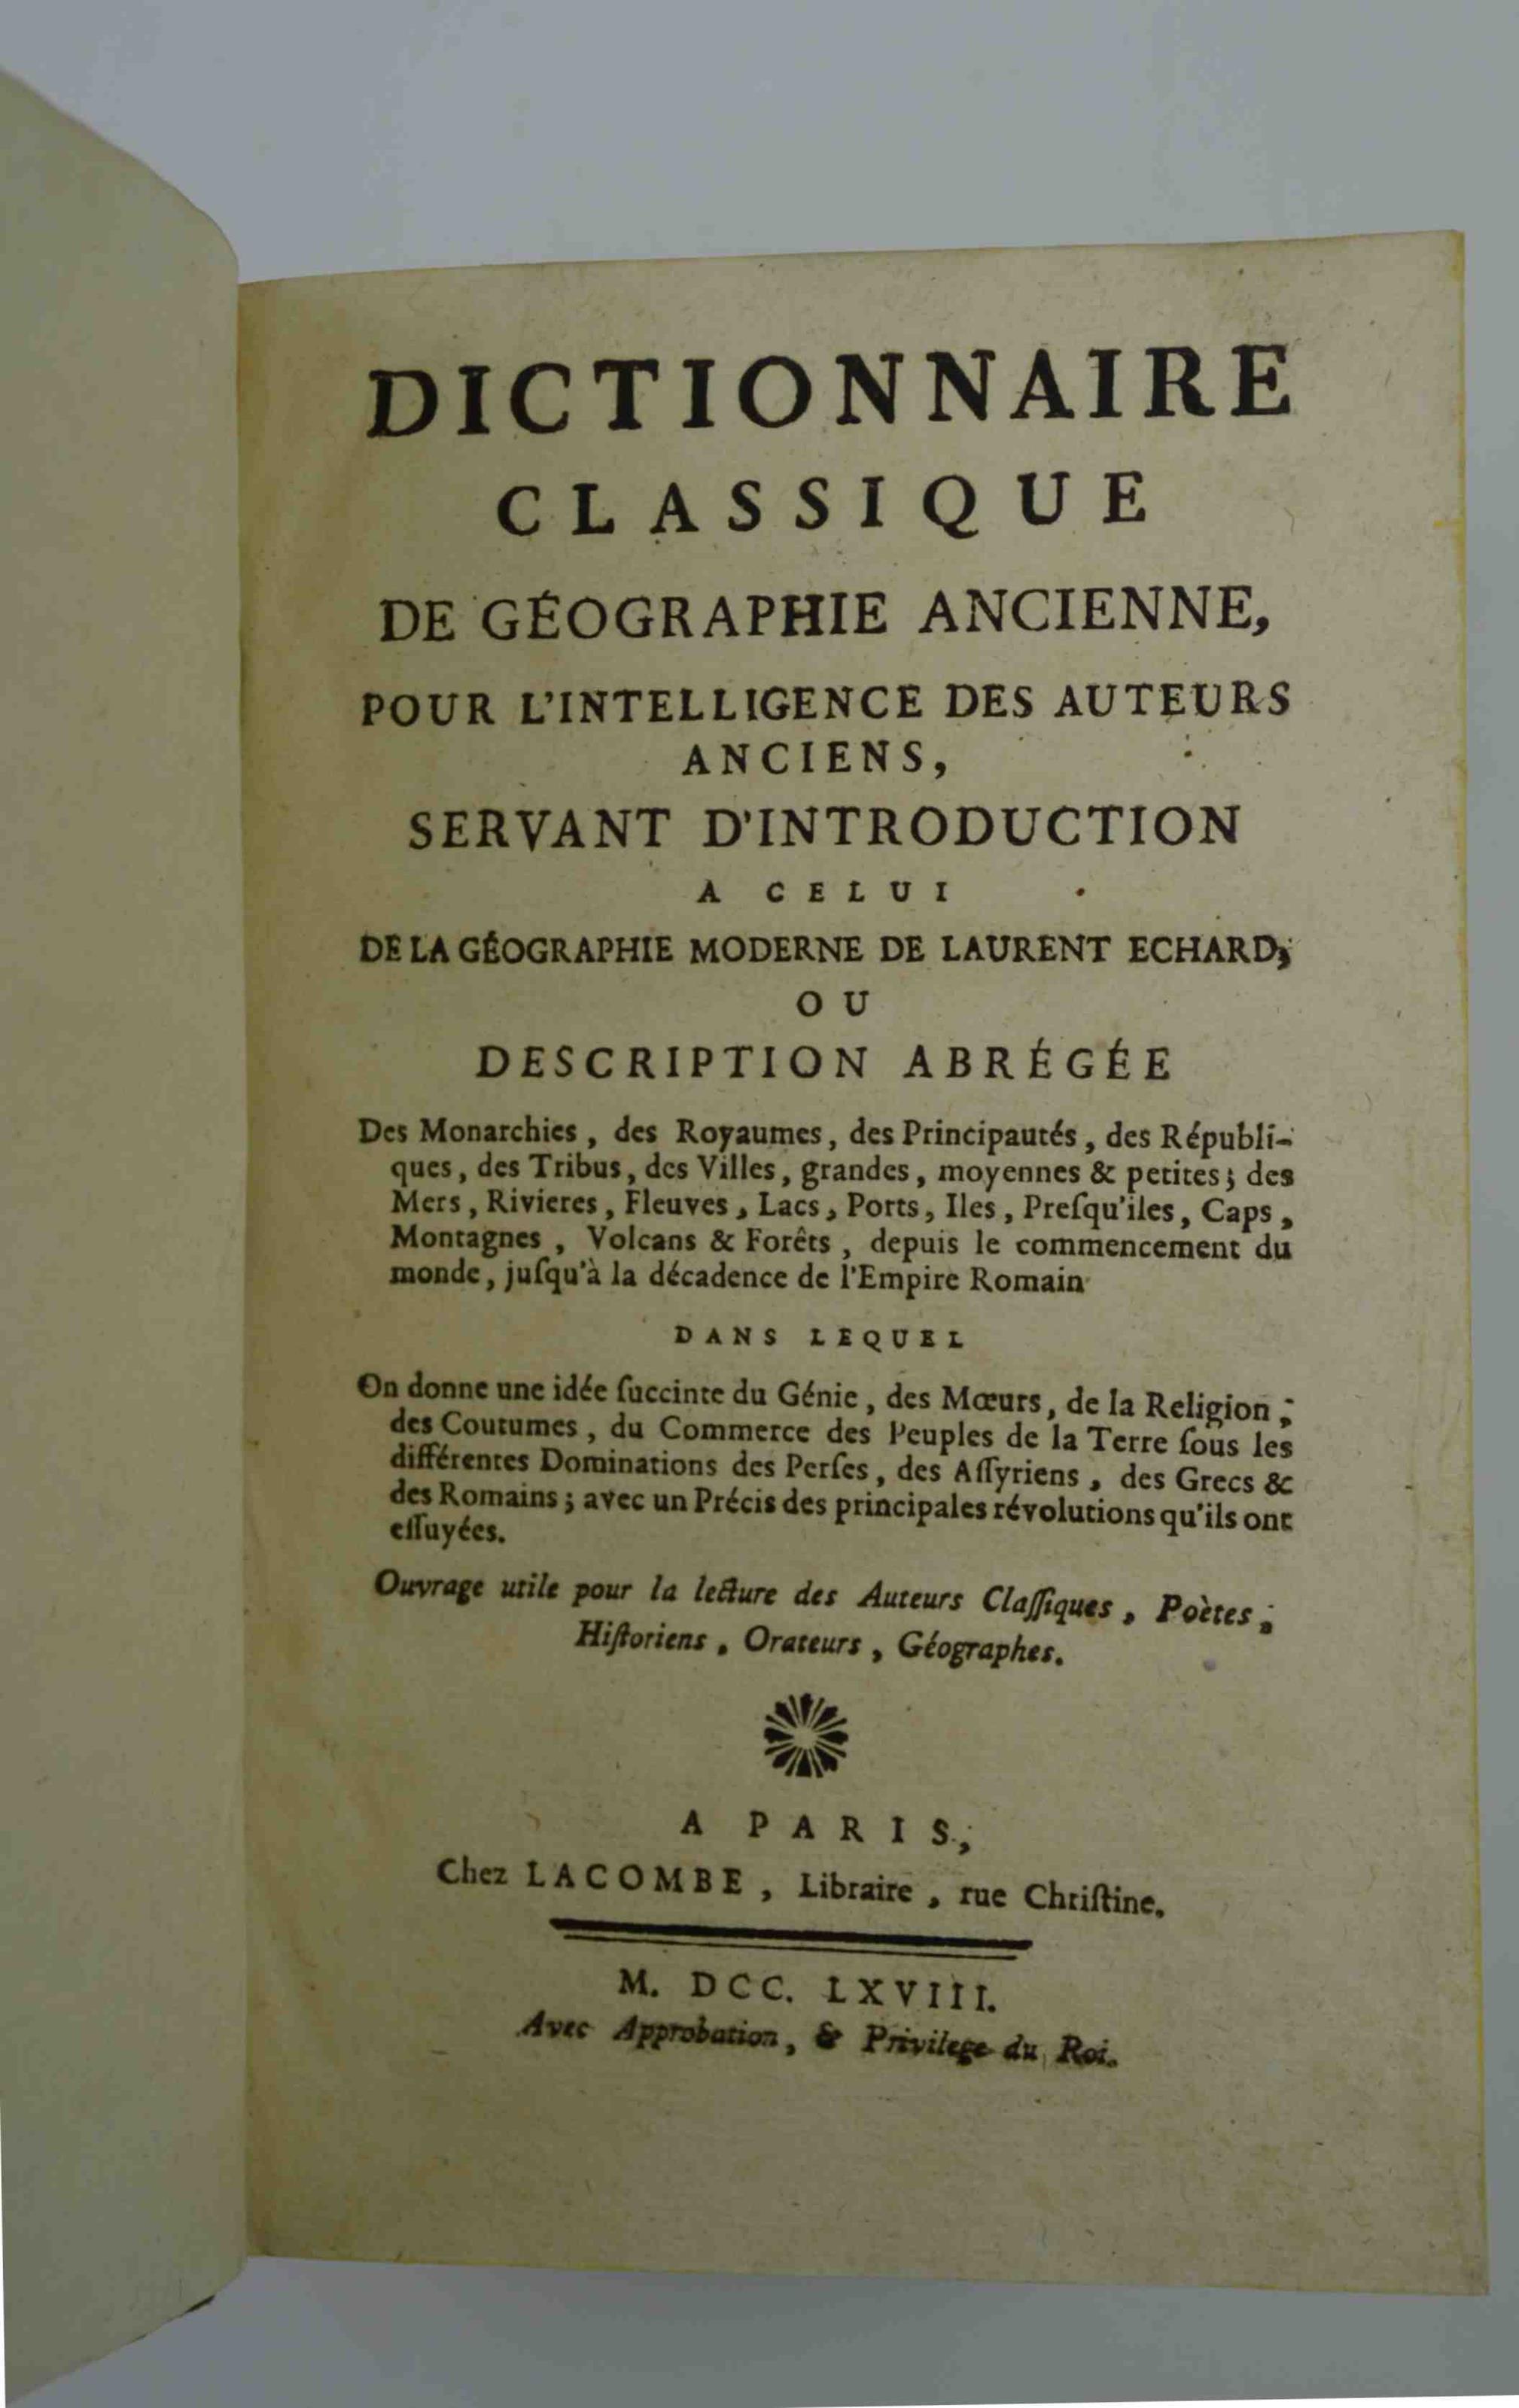 DICTIONNAIRE
CLASSIQUE
DE GÉOGRAPHIE ANCIENNE,
POUR L'INTELLIGENCE DES AUTEURS
ANCIENS,
SERVANT D'INTRODUCTION
A CELUI
DE LA GÉOGRAPHIE MODERNE DE LAURENT ECHARD,
OU
DESCRIPTION ABRÉGÉE
Des Monarchies, des Royaumes, des Principautés, des Républi-
ques, des Tribus, des Villes, grandes, moyennes & petites; des
Mers, Rivieres, Fleuves, Lacs, Ports, Iles, Preſqu'iles, Caps,
Montagnes, Volcans & Forêts, depuis le commencement du
monde, juſqu'à la décadence de l'Empire Romain
DANS LEQUEL
On donne une idée ſuccinte du Génie, des Mœurs, de la Religion;
des Coutumes, du Commerce des Peuples de la Terre ſous les
différentes Dominations des Perſes, des Aſſyriens, des Grecs &
des Romains; avec un Précis des principales révolutions qu'ils ont
eſſuyées.
Ouvrage utile pour la lecture des Auteurs Claſſiques, Poètes;
Hiſtoriens, Orateurs, Géographes.
A PARIS,
Chez LACOMBE, Libraire, rue Chriſtine.
M. DCC. LXVIII.
Avec Approbation, & Privilege du Roi.